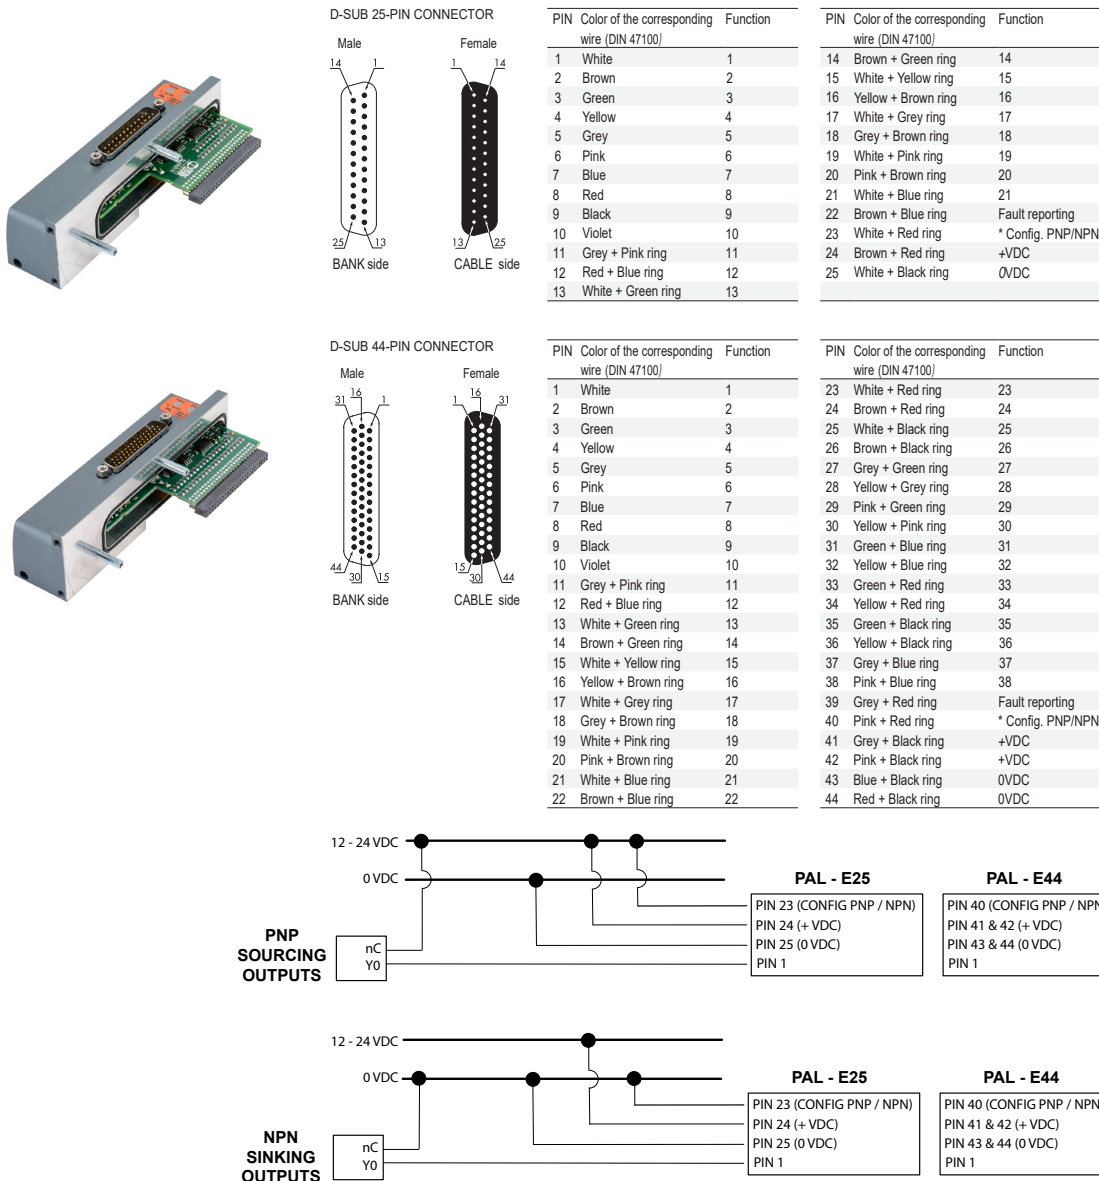 D-SUB 25-PIN CONNECTOR
Male
Female
14 1
1 14
25 13
13 25
BANK side
CABLE side
PIN Color of the corresponding wire (DIN 47100) Function
1 White 1
2 Brown 2
3 Green 3
4 Yellow 4
5 Grey 5
6 Pink 6
7 Blue 7
8 Red 8
9 Black 9
10 Violet 10
11 Grey + Pink ring 11
12 Red + Blue ring 12
13 White + Green ring 13
PIN Color of the corresponding wire (DIN 47100) Function
14 Brown + Green ring 14
15 White + Yellow ring 15
16 Yellow + Brown ring 16
17 White + Grey ring 17
18 Grey + Brown ring 18
19 White + Pink ring 19
20 Pink + Brown ring 20
21 White + Blue ring 21
22 Brown + Blue ring Fault reporting
23 White + Red ring * Config. PNP/NPN
24 Brown + Red ring +VDC
25 White + Black ring 0VDC
D-SUB 44-PIN CONNECTOR
Male
Female
31 16 1
1 16 31
44 30 15
15 30 44
BANK side
CABLE side
PIN Color of the corresponding wire (DIN 47100) Function
1 White 1
2 Brown 2
3 Green 3
4 Yellow 4
5 Grey 5
6 Pink 6
7 Blue 7
8 Red 8
9 Black 9
10 Violet 10
11 Grey + Pink ring 11
12 Red + Blue ring 12
13 White + Green ring 13
14 Brown + Green ring 14
15 White + Yellow ring 15
16 Yellow + Brown ring 16
17 White + Grey ring 17
18 Grey + Brown ring 18
19 White + Pink ring 19
20 Pink + Brown ring 20
21 White + Blue ring 21
22 Brown + Blue ring 22
PIN Color of the corresponding wire (DIN 47100) Function
23 White + Red ring 23
24 Brown + Red ring 24
25 White + Black ring 25
26 Brown + Black ring 26
27 Grey + Green ring 27
28 Yellow + Grey ring 28
29 Pink + Green ring 29
30 Yellow + Pink ring 30
31 Green + Blue ring 31
32 Yellow + Blue ring 32
33 Green + Red ring 33
34 Yellow + Red ring 34
35 Green + Black ring 35
36 Yellow + Black ring 36
37 Grey + Blue ring 37
38 Pink + Blue ring 38
39 Grey + Red ring Fault reporting
40 Pink + Red ring * Config. PNP/NPN
41 Grey + Black ring +VDC
42 Pink + Black ring +VDC
43 Blue + Black ring 0VDC
44 Red + Black ring 0VDC
12 - 24 VDC
0 VDC
PNP
SOURCING
OUTPUTS
nC
Y0
PAL - E25
PIN 23 (CONFIG PNP / NPN)
PIN 24 (+ VDC)
PIN 25 (0 VDC)
PIN 1
PAL - E44
PIN 40 (CONFIG PNP / NPN
PIN 41 & 42 (+ VDC)
PIN 43 & 44 (0 VDC)
PIN 1
12 - 24 VDC
0 VDC
NPN
SINKING
OUTPUTS
nC
Y0
PAL - E25
PIN 23 (CONFIG PNP / NPN)
PIN 24 (+ VDC)
PIN 25 (0 VDC)
PIN 1
PAL - E44
PIN 40 (CONFIG PNP / NPN
PIN 41 & 42 (+ VDC)
PIN 43 & 44 (0 VDC)
PIN 1